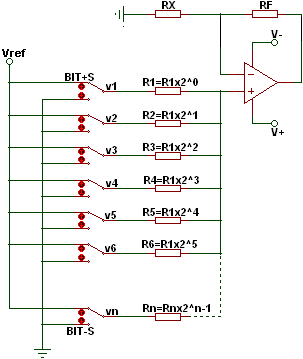 RX RF
V-
Vref
BIT+S
v1 R1=R1x2^0
- +
V+
v2 R2=R1x2^1
v3 R3=R1x2^2
v4 R4=R1x2^3
v5 R5=R1x2^4
v6 R6=R1x2^5
vn Rn=Rnx2^n-1
BIT-S